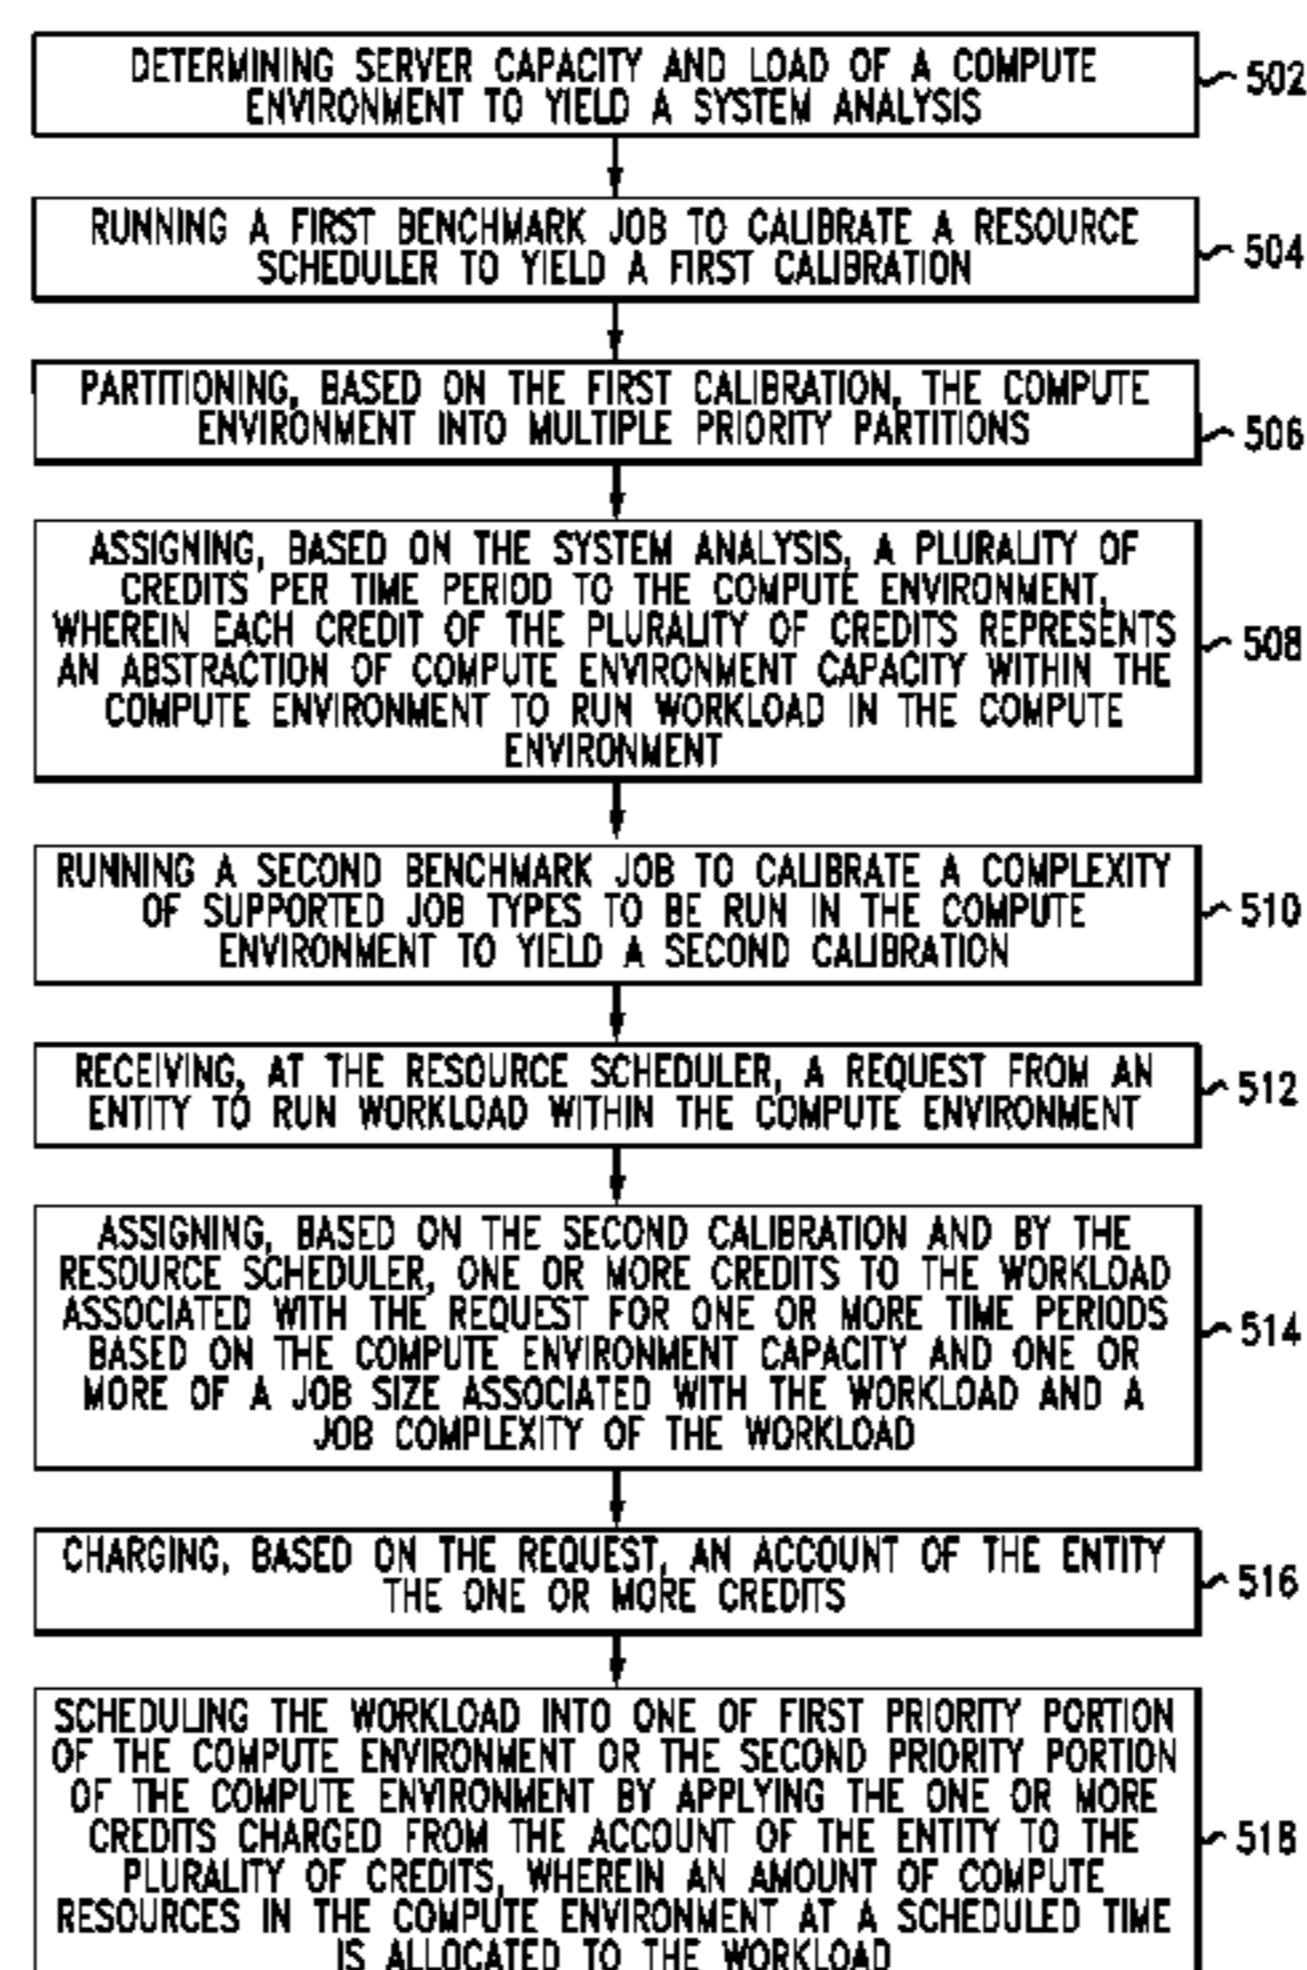 DETERMINING SERVER CAPACITY AND LOAD OF A COMPUTE
ENVIRONMENT TO YIELD A SYSTEM ANALYSIS
502
RUNNING A FIRST BENCHMARK JOB TO CALIBRATE A RESOURCE
SCHEDULER TO YIELD A FIRST CALIBRATION
504
PARTITIONING, BASED ON THE FIRST CALIBRATION, THE COMPUTE
ENVIRONMENT INTO MULTIPLE PRIORITY PARTITIONS
506
ASSIGNING, BASED ON THE SYSTEM ANALYSIS, A PLURALITY OF
CREDITS PER TIME PERIOD TO THE COMPUTE ENVIRONMENT,
WHEREIN EACH CREDIT OF THE PLURALITY OF CREDITS REPRESENTS
AN ABSTRACTION OF COMPUTE ENVIRONMENT CAPACITY WITHIN THE
COMPUTE ENVIRONMENT TO RUN WORKLOAD IN THE COMPUTE
ENVIRONMENT
508
RUNNING A SECOND BENCHMARK JOB TO CALIBRATE A COMPLEXITY
OF SUPPORTED JOB TYPES TO BE RUN IN THE COMPUTE
ENVIRONMENT TO YIELD A SECOND CALIBRATION
510
RECEIVING, AT THE RESOURCE SCHEDULER, A REQUEST FROM AN
ENTITY TO RUN WORKLOAD WITHIN THE COMPUTE ENVIRONMENT
512
ASSIGNING, BASED ON THE SECOND CALIBRATION AND BY THE
RESOURCE SCHEDULER, ONE OR MORE CREDITS TO THE WORKLOAD
ASSOCIATED WITH THE REQUEST FOR ONE OR MORE TIME PERIODS
BASED ON THE COMPUTE ENVIRONMENT CAPACITY AND ONE OR
MORE OF A JOB SIZE ASSOCIATED WITH THE WORKLOAD AND A
JOB COMPLEXITY OF THE WORKLOAD
514
CHARGING, BASED ON THE REQUEST, AN ACCOUNT OF THE ENTITY
THE ONE OR MORE CREDITS
516
SCHEDULING THE WORKLOAD INTO ONE OF FIRST PRIORITY PORTION
OF THE COMPUTE ENVIRONMENT OR THE SECOND PRIORITY PORTION
OF THE COMPUTE ENVIRONMENT BY APPLYING THE ONE OR MORE
CREDITS CHARGED FROM THE ACCOUNT OF THE ENTITY TO THE
PLURALITY OF CREDITS, WHEREIN AN AMOUNT OF COMPUTE
RESOURCES IN THE COMPUTE ENVIRONMENT AT A SCHEDULED TIME
IS ALLOCATED TO THE WORKLOAD
518